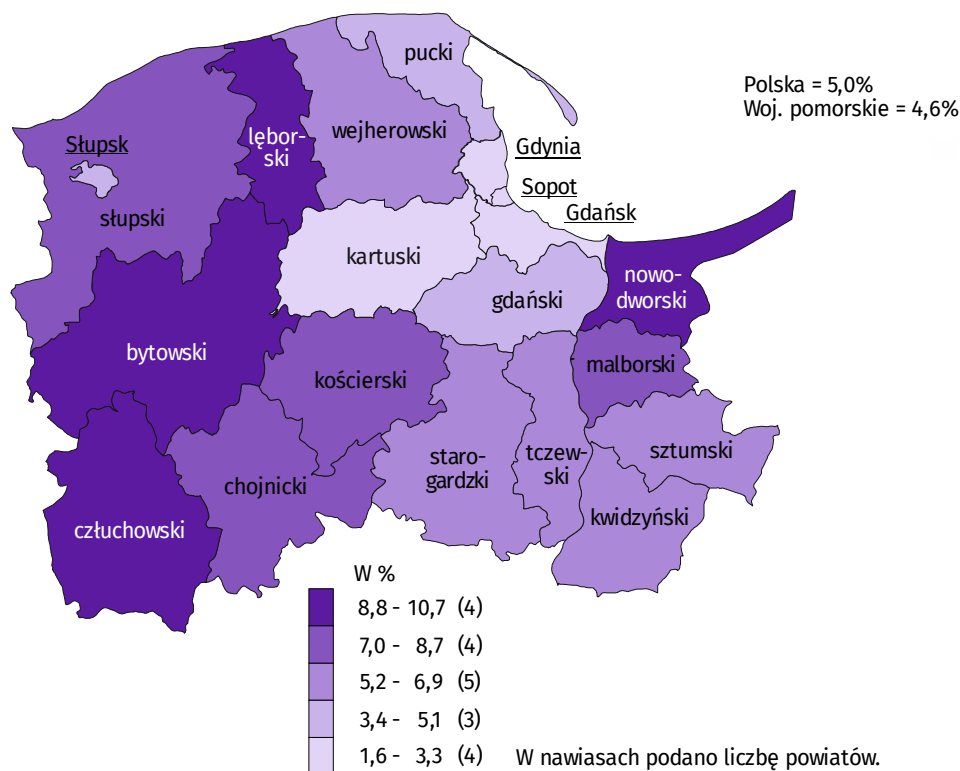 pucki
Polska = 5,0%
Woj. pomorskie = 4,6%
lębor-
ski
wejherowski
Słupsk
Gdynia
Sopot
Gdańsk
słupski
kartuski
nowo-
dworski
gdański
bytowski
kościerski
malborski
staro-
gardzki
tczew-
ski
sztumski
chojnicki
kwidzyński
człuchowski
W %
8,8 - 10,7 (4)
7,0 - 8,7 (4)
5,2 - 6,9 (5)
3,4 - 5,1 (3)
1,6 - 3,3 (4)
W nawiasach podano liczbę powiatów.